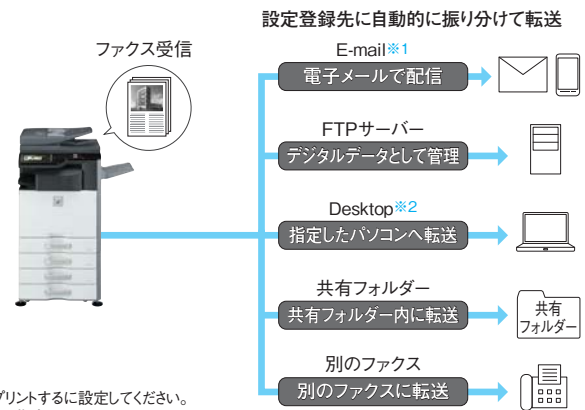 設定登録先に自動的に振り分けて転送
ファクス受信
E-mail※1
電子メールで配信
FTPサーバー
デジタルデータとして管理
Desktop※2
指定したパソコンへ転送
共有フォルダー
共有フォルダー内に転送
共有
フォルダー
別のファクス
別のファクスに転送
プリントするに設定してください。